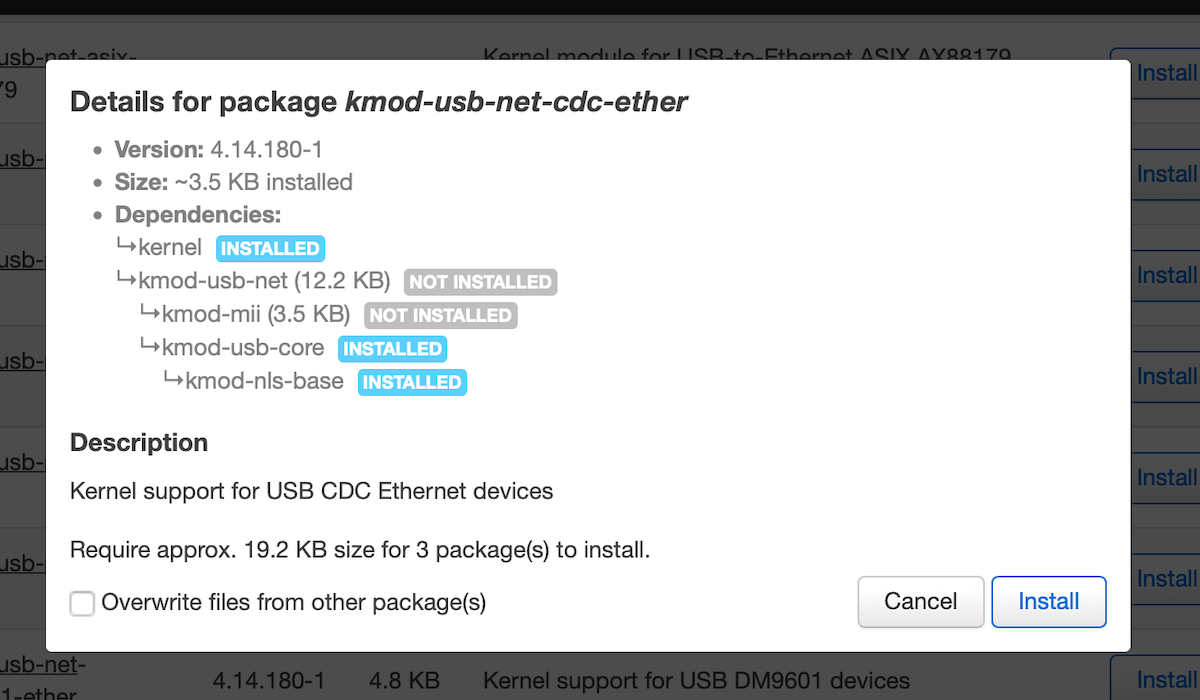 usb-net-asix-
Kernel module for USB-to-Ethernet ASIX AX88179
79
Install
Details for package kmod-usb-net-cdc-ether
Version: 4.14.180-1
usb-
Install
Size: ~3.5 KB installed
Dependencies:
↳kernel INSTALLED
usb-
Install
↳kmod-usb-net (12.2 KB) NOT INSTALLED
↳kmod-mii (3.5 KB) NOT INSTALLED
↳kmod-usb-core INSTALLED
usb-
Install
↳kmod-nls-base INSTALLED
Description
usb-
Install
Kernel support for USB CDC Ethernet devices
Require approx. 19.2 KB size for 3 package(s) to install.
usb-
Install
Overwrite files from other package(s)
Cancel
Install
usb-net-
4.14.180-1
4.8 KB
Kernel support for USB DM9601 devices
Install
1-ether